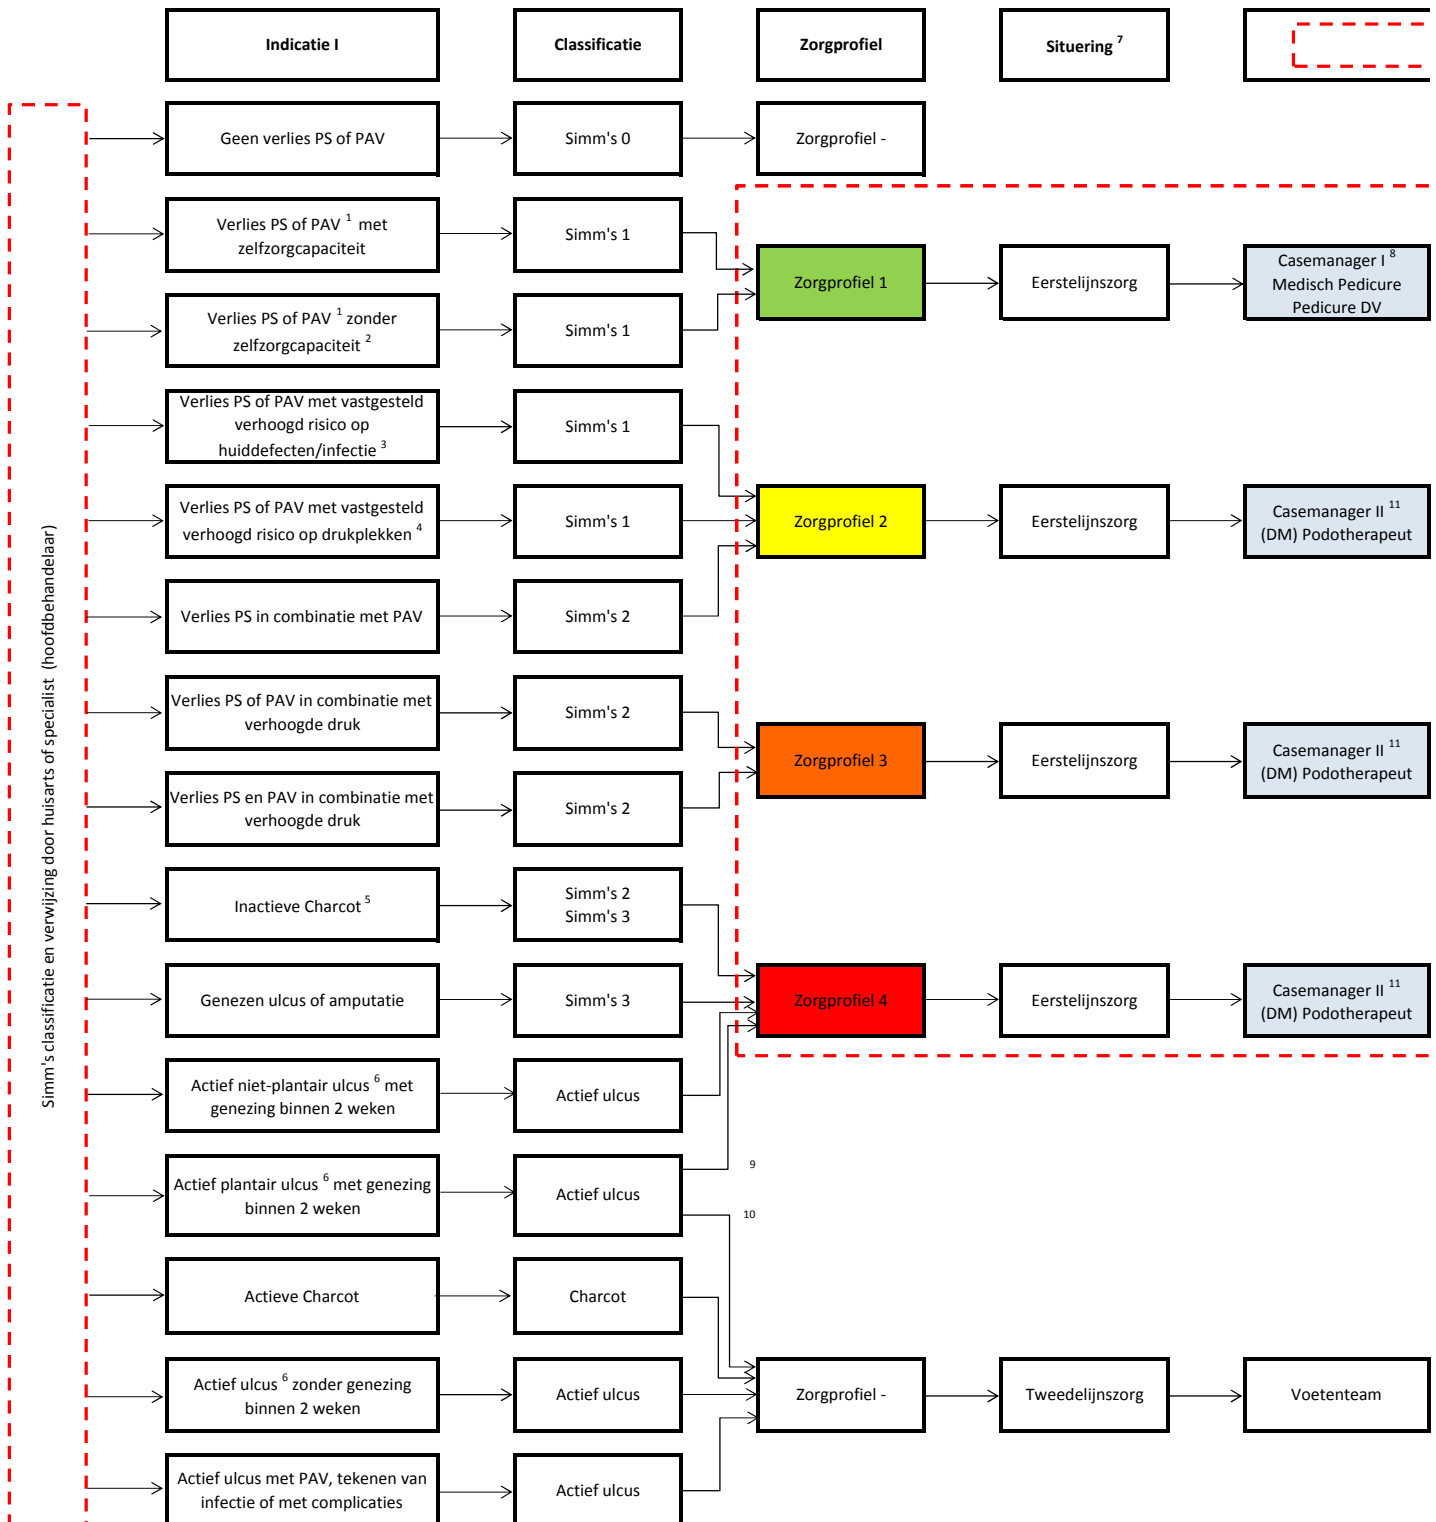 Indicatie I
Classificatie
Zorgprofiel
Situering 7
Simm's classificatie en verwijzing door huisarts of specialist (hoofdbehandelaar)
Geen verlies PS of PAV
Simm's 0
Zorgprofiel -
Verlies PS of PAV 1 met
zelfzorgcapaciteit
Simm's 1
Verlies PS of PAV 1 zonder
zelfzorgcapaciteit 2
Simm's 1
Zorgprofiel 1
Eerstelijnszorg
Casemanager I 8
Medisch Pedicure
Pedicure DV
Verlies PS of PAV met vastgesteld
verhoogd risico op
huiddefecten/infectie 3
Simm's 1
Verlies PS of PAV met vastgesteld
verhoogd risico op drukplekken 4
Simm's 1
Zorgprofiel 2
Eerstelijnszorg
Casemanager II 11
(DM) Podotherapeut
Verlies PS in combinatie met PAV
Simm's 2
Verlies PS of PAV in combinatie met
verhoogde druk
Simm's 2
Zorgprofiel 3
Eerstelijnszorg
Casemanager II 11
(DM) Podotherapeut
Verlies PS en PAV in combinatie met
verhoogde druk
Simm's 2
Inactieve Charcot 5
Simm's 2
Simm's 3
Genezen ulcus of amputatie
Simm's 3
Zorgprofiel 4
Eerstelijnszorg
Casemanager II 11
(DM) Podotherapeut
Actief niet-plantair ulcus 6 met
genezing binnen 2 weken
Actief ulcus
Actief plantair ulcus 6 met genezing
binnen 2 weken
Actief ulcus
9
10
Actieve Charcot
Charcot
Actief ulcus 6 zonder genezing
binnen 2 weken
Actief ulcus
Zorgprofiel -
Tweedelijnszorg
Voetenteam
Actief ulcus met PAV, tekenen van
infectie of met complicaties
Actief ulcus